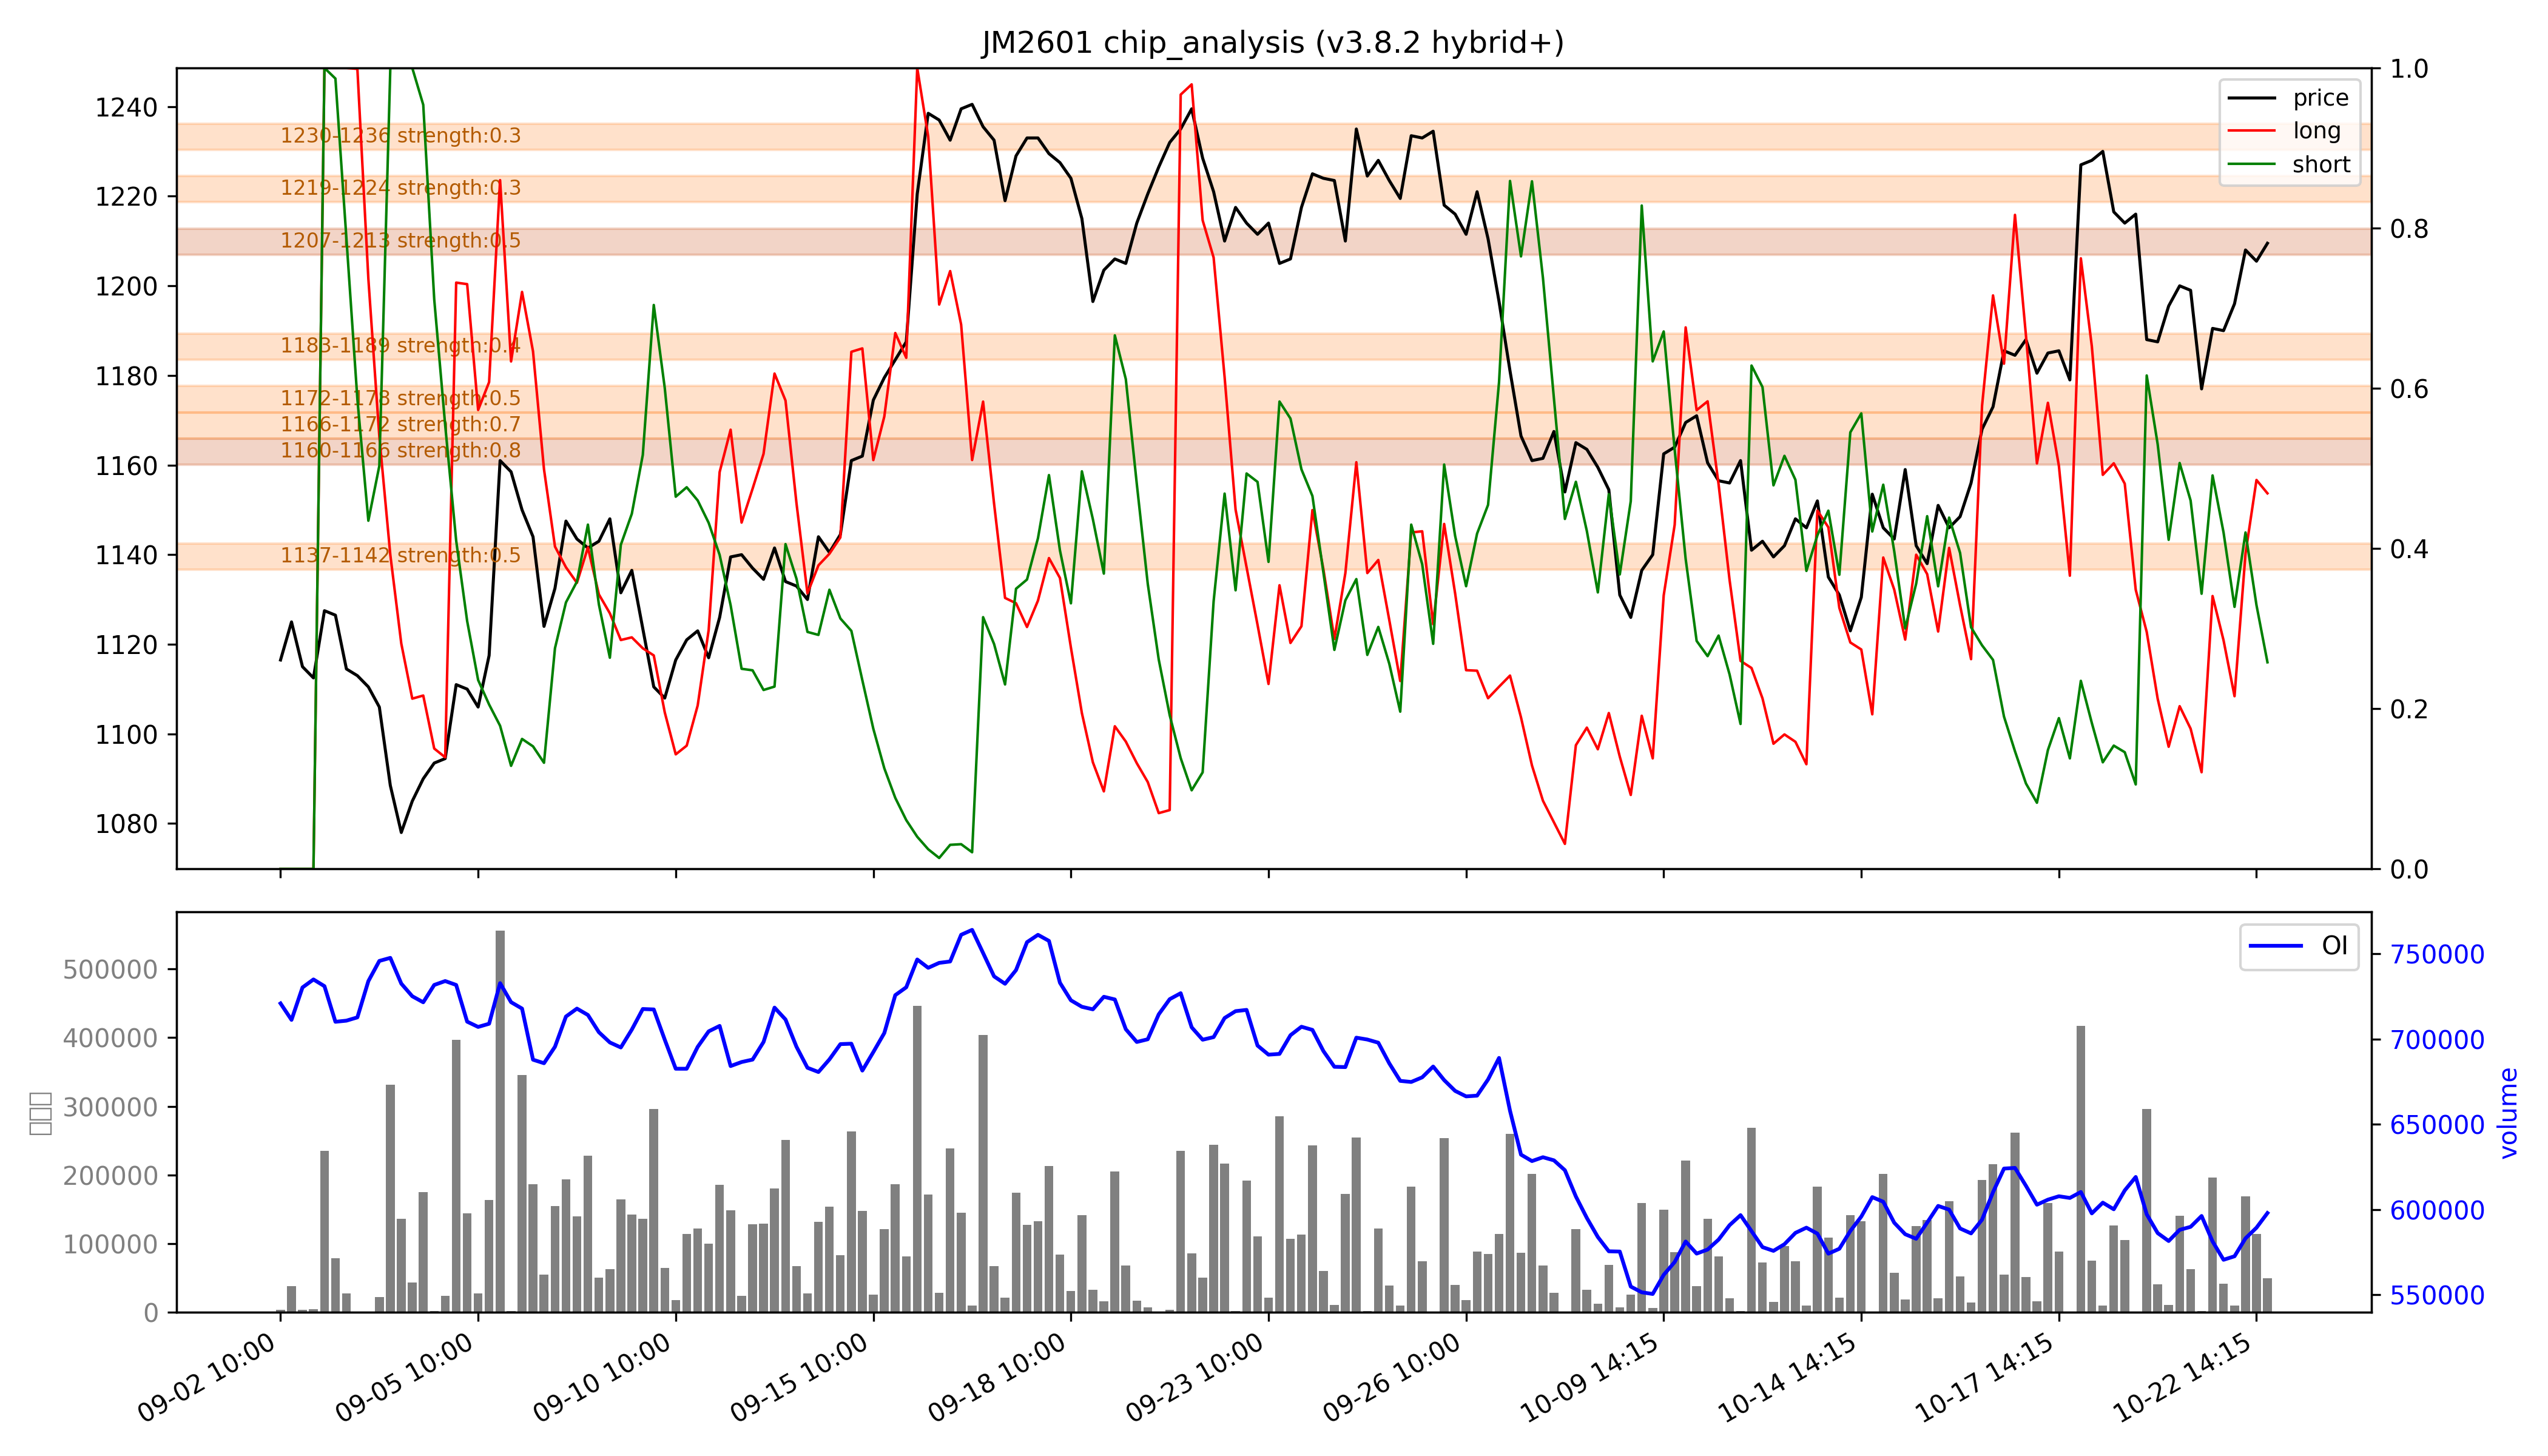 JM2601 chip_analysis (v3.8.2 hybrid+)
1240
1220
1200
1180
1160
1140
1120
1100
1080
1230-1236 strength:0.3
1219-1224 strength:0.3
1207-1213 strength:0.5
1183-1189 strength:0.4
1172-1178 strength:0.5
1166-1172 strength:0.7
1160-1166 strength:0.8
1137-1142 strength:0.5
price
long
short
1.0
0.8
0.6
0.4
0.2
0.0
500000
400000
300000
200000
100000
0
OI
750000
700000
650000
600000
550000
volume
09-02 10:00
09-05 10:00
09-10 10:00
09-15 10:00
09-18 10:00
09-23 10:00
09-26 10:00
10-09 14:15
10-14 14:15
10-17 14:15
10-22 14:15